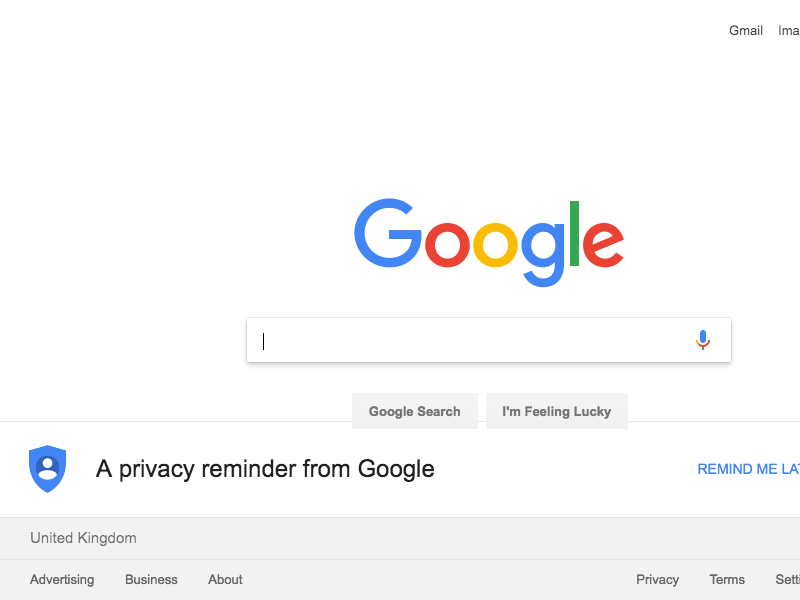 Gmail Ima
Google
Google Search I'm Feeling Lucky
A privacy reminder from Google REMIND ME LAT
United Kingdom
Advertising Business About Privacy Terms Setti